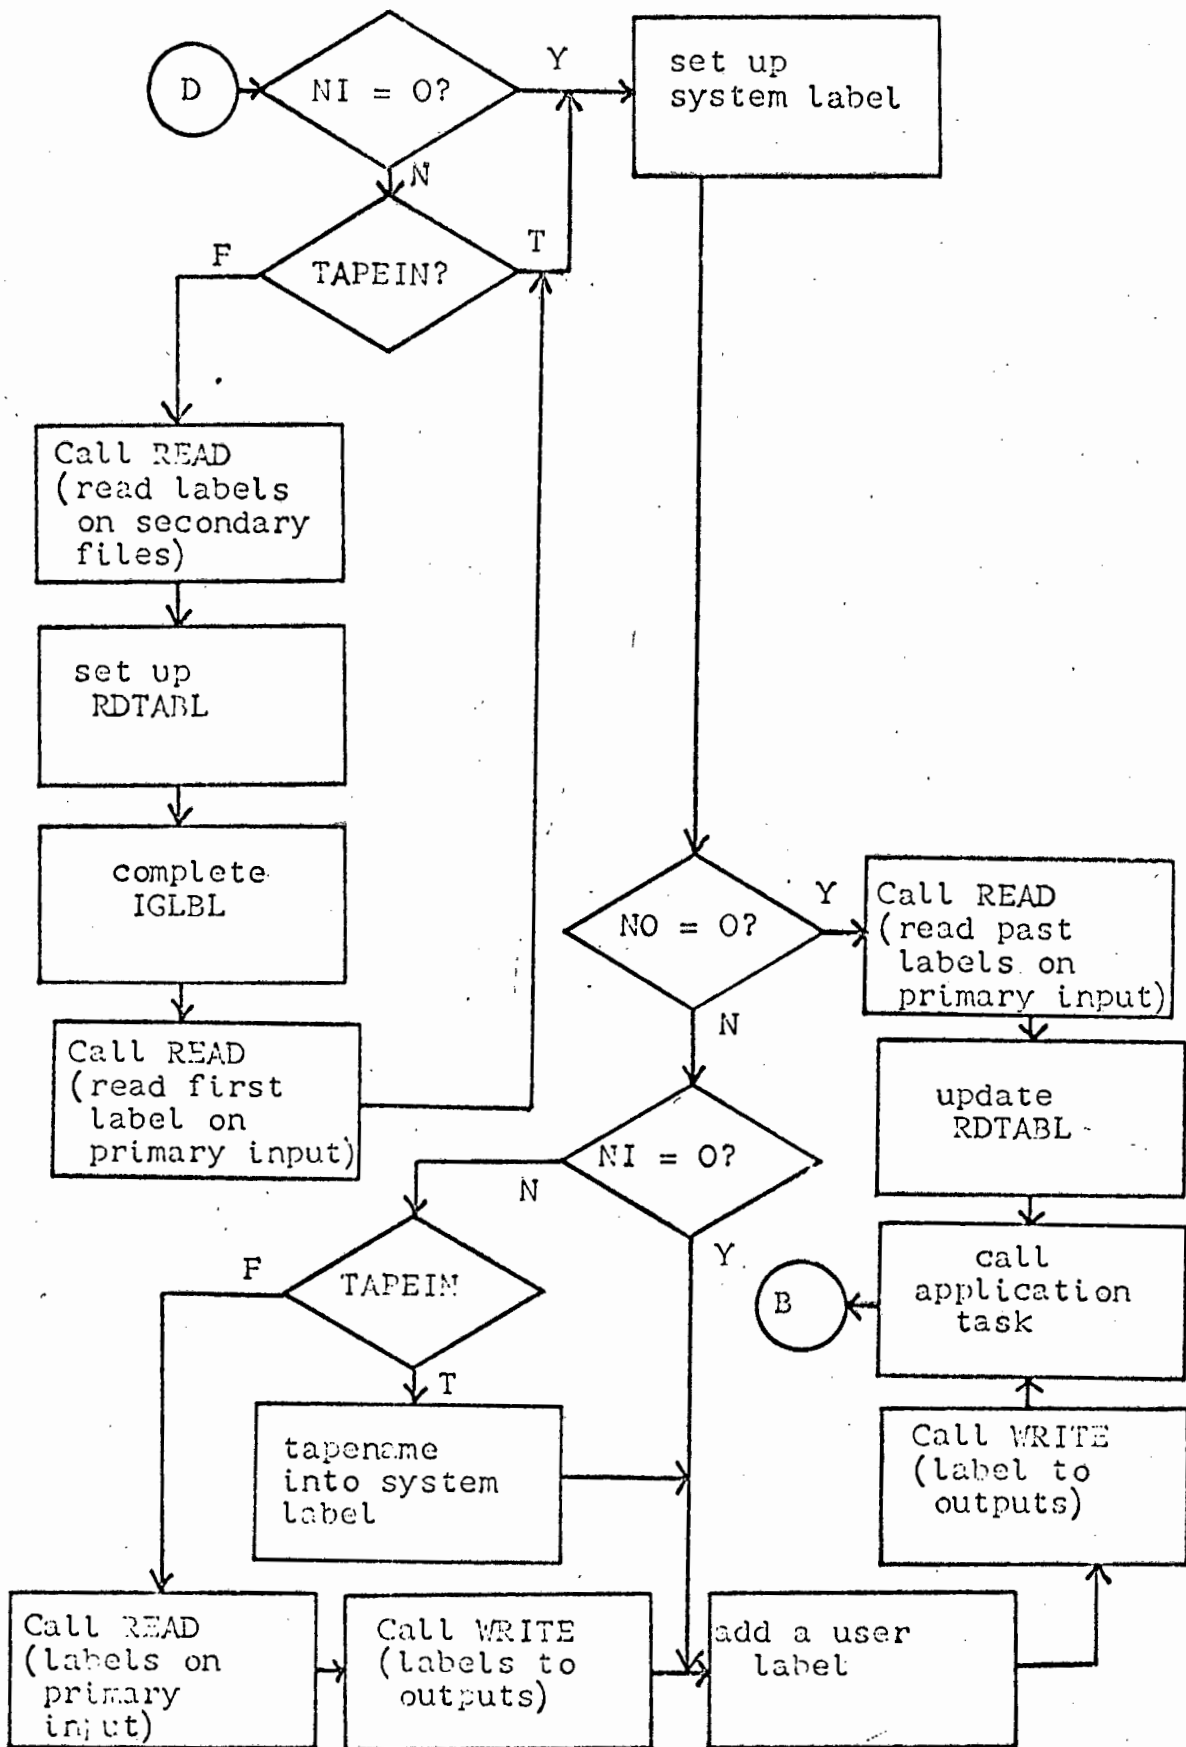 D
NI = 0?
Y
set up
system label
N
TAPEIN?
F
T
Call READ
(read labels
on secondary
files)
set up
RDTABL
complete
IGLBL
Call READ
(read first
label on
primary input)
NO = 0?
Y
Call READ
(read past
labels on
primary input)
N
update
RDTABL
NI = 0?
N
Y
TAPEIN
F
T
call
application
task
B
tapename
into system
label
Call WRITE
(label to
outputs)
Call READ
(labels on
primary
input)
Call WRITE
(labels to
outputs)
add a user
label